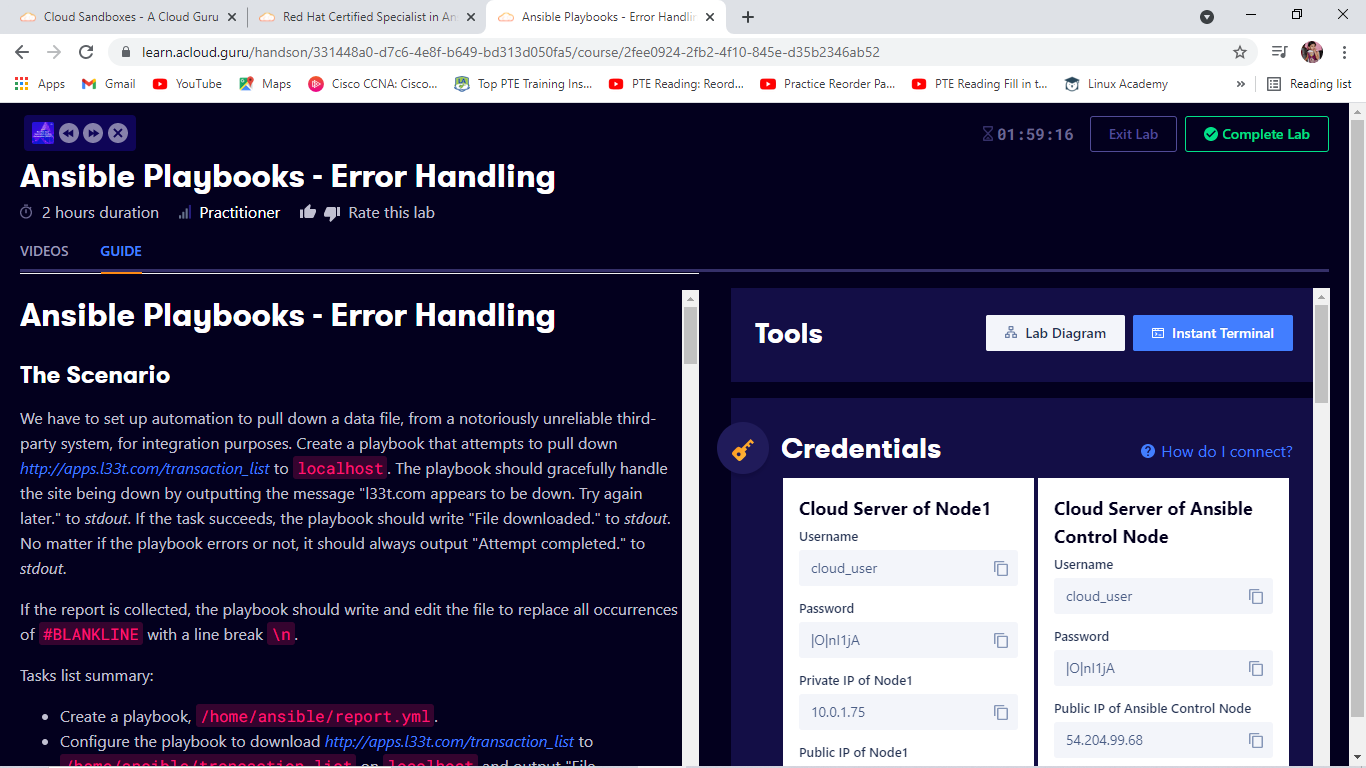 Cloud Sandboxes - A Cloud Guru
Red Hat Certified Specialist in An
Ansible Playbooks - Error Handlin
learn.acloud.guru/handson/331448a0-d7c6-4e8f-b649-bd313d050fa5/course/2fee0924-2fb2-4f10-845e-d35b2346ab52
Apps Gmail YouTube Maps Cisco CCNA: Cisco... Top PTE Training Ins... PTE Reading: Reord... Practice Reorder Pa... PTE Reading Fill in t... Linux Academy » Reading list
01:59:16 Exit Lab Complete Lab
Ansible Playbooks - Error Handling
2 hours duration Practitioner Rate this lab
VIDEOS GUIDE
Ansible Playbooks - Error Handling
The Scenario
We have to set up automation to pull down a data file, from a notoriously unreliable third-
party system, for integration purposes. Create a playbook that attempts to pull down
http://apps.l33t.com/transaction_list to localhost. The playbook should gracefully handle
the site being down by outputting the message "l33t.com appears to be down. Try again
later." to stdout. If the task succeeds, the playbook should write "File downloaded." to stdout.
No matter if the playbook errors or not, it should always output "Attempt completed." to
stdout.
If the report is collected, the playbook should write and edit the file to replace all occurrences
of #BLANKLINE with a line break \n.
Tasks list summary:
• Create a playbook, /home/ansible/report.yml.
• Configure the playbook to download http://apps.l33t.com/transaction_list to
/home/ansible/transaction_list on localhost and output "File
Tools
Lab Diagram
Instant Terminal
Credentials
How do I connect?
Cloud Server of Node1
Username
cloud_user
Password
|O|nI1jA
Private IP of Node1
10.0.1.75
Public IP of Node1
Cloud Server of Ansible
Control Node
Username
cloud_user
Password
|O|nI1jA
Public IP of Ansible Control Node
54.204.99.68